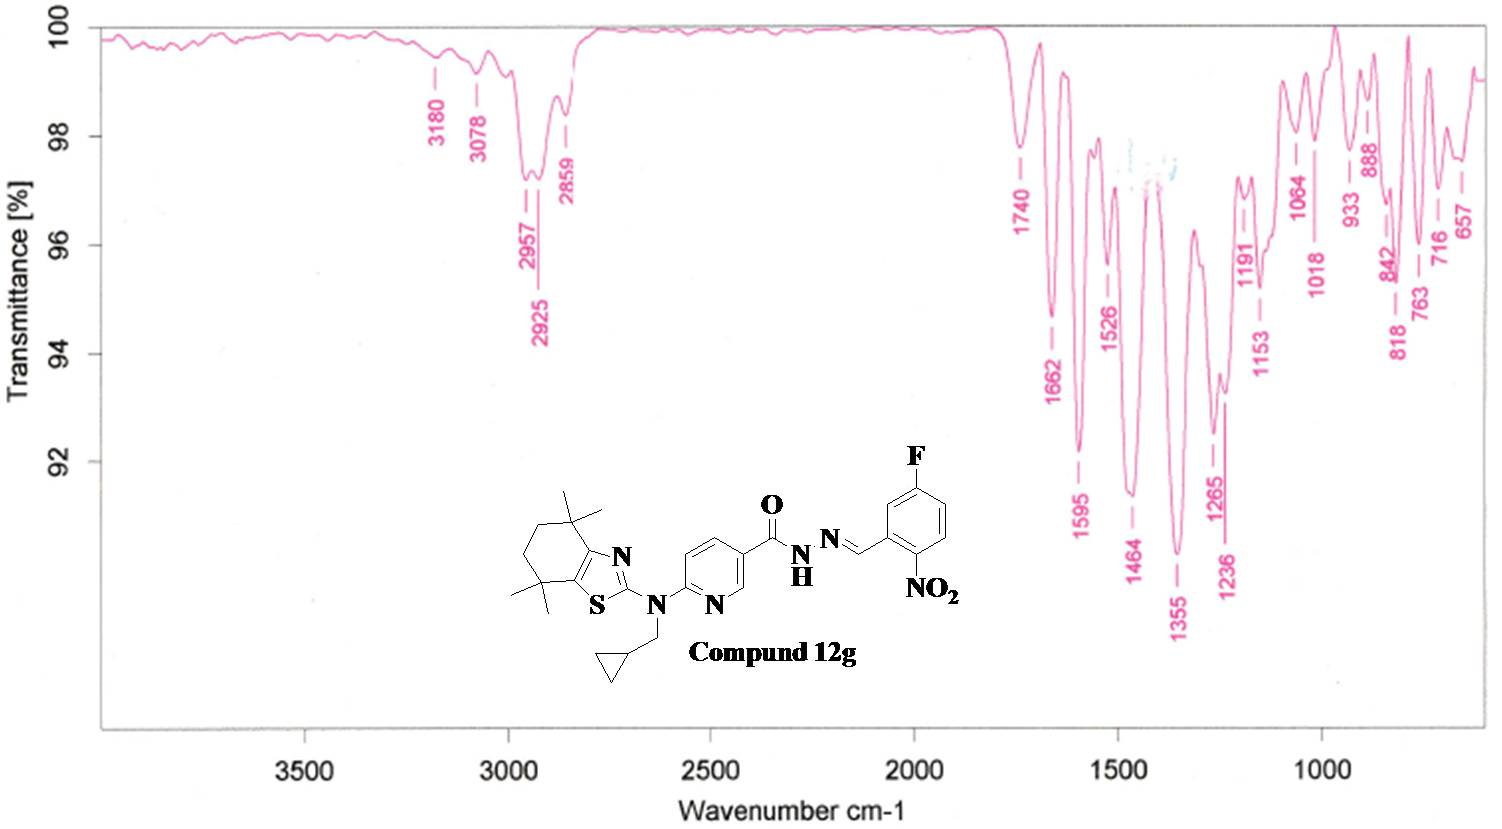 Transmittance [%]
100
98
96
94
92
3180
3078
2957
2925
2859
1740
1662
1595
1526
1464
1355
1265
1236
1191
1153
1064
1018
933
888
842
818
763
716
657
F
O
N
N
N
H
NO2
S
N
N
Compund 12g
3500
3000
2500
2000
1500
1000
Wavenumber cm-1